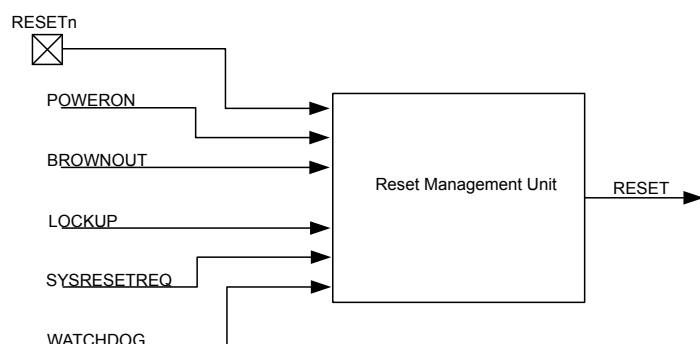 RESETn
POWERON
BROWNOUT
Reset Management Unit
RESET
LOCKUP
SYSRESETREQ
WATCHDOG